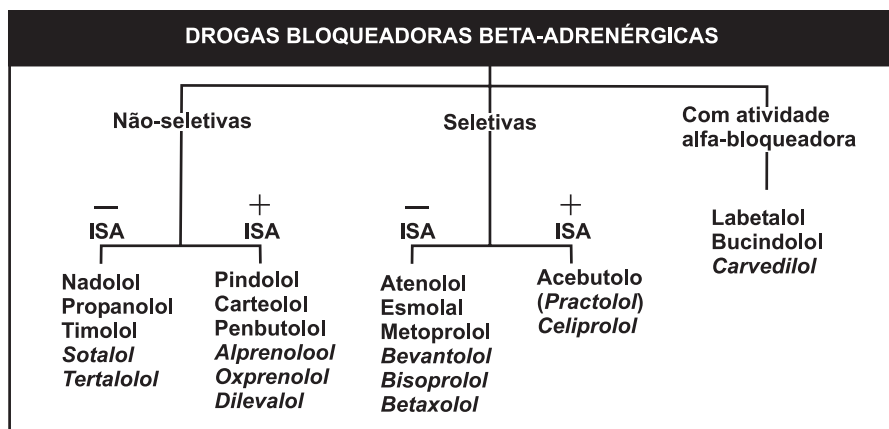 DROGAS BLOQUEADORAS BETA-ADRENÉRGICAS
Não-seletivas
Seletivas
Com atividade
alfa-bloqueadora
—
ISA
+
ISA
—
ISA
+
ISA
Nadolol
Propanolol
Timolol
Sotalol
Tertalolol
Pindolol
Carteolol
Penbutolol
Alprenolool
Oxprenolol
Dilevalol
Atenolol
Esmolal
Metoprolol
Bevantolol
Bisoprolol
Betaxolol
Acebutolo
(Practolol)
Celiprolol
Labetalol
Bucindolol
Carvedilol